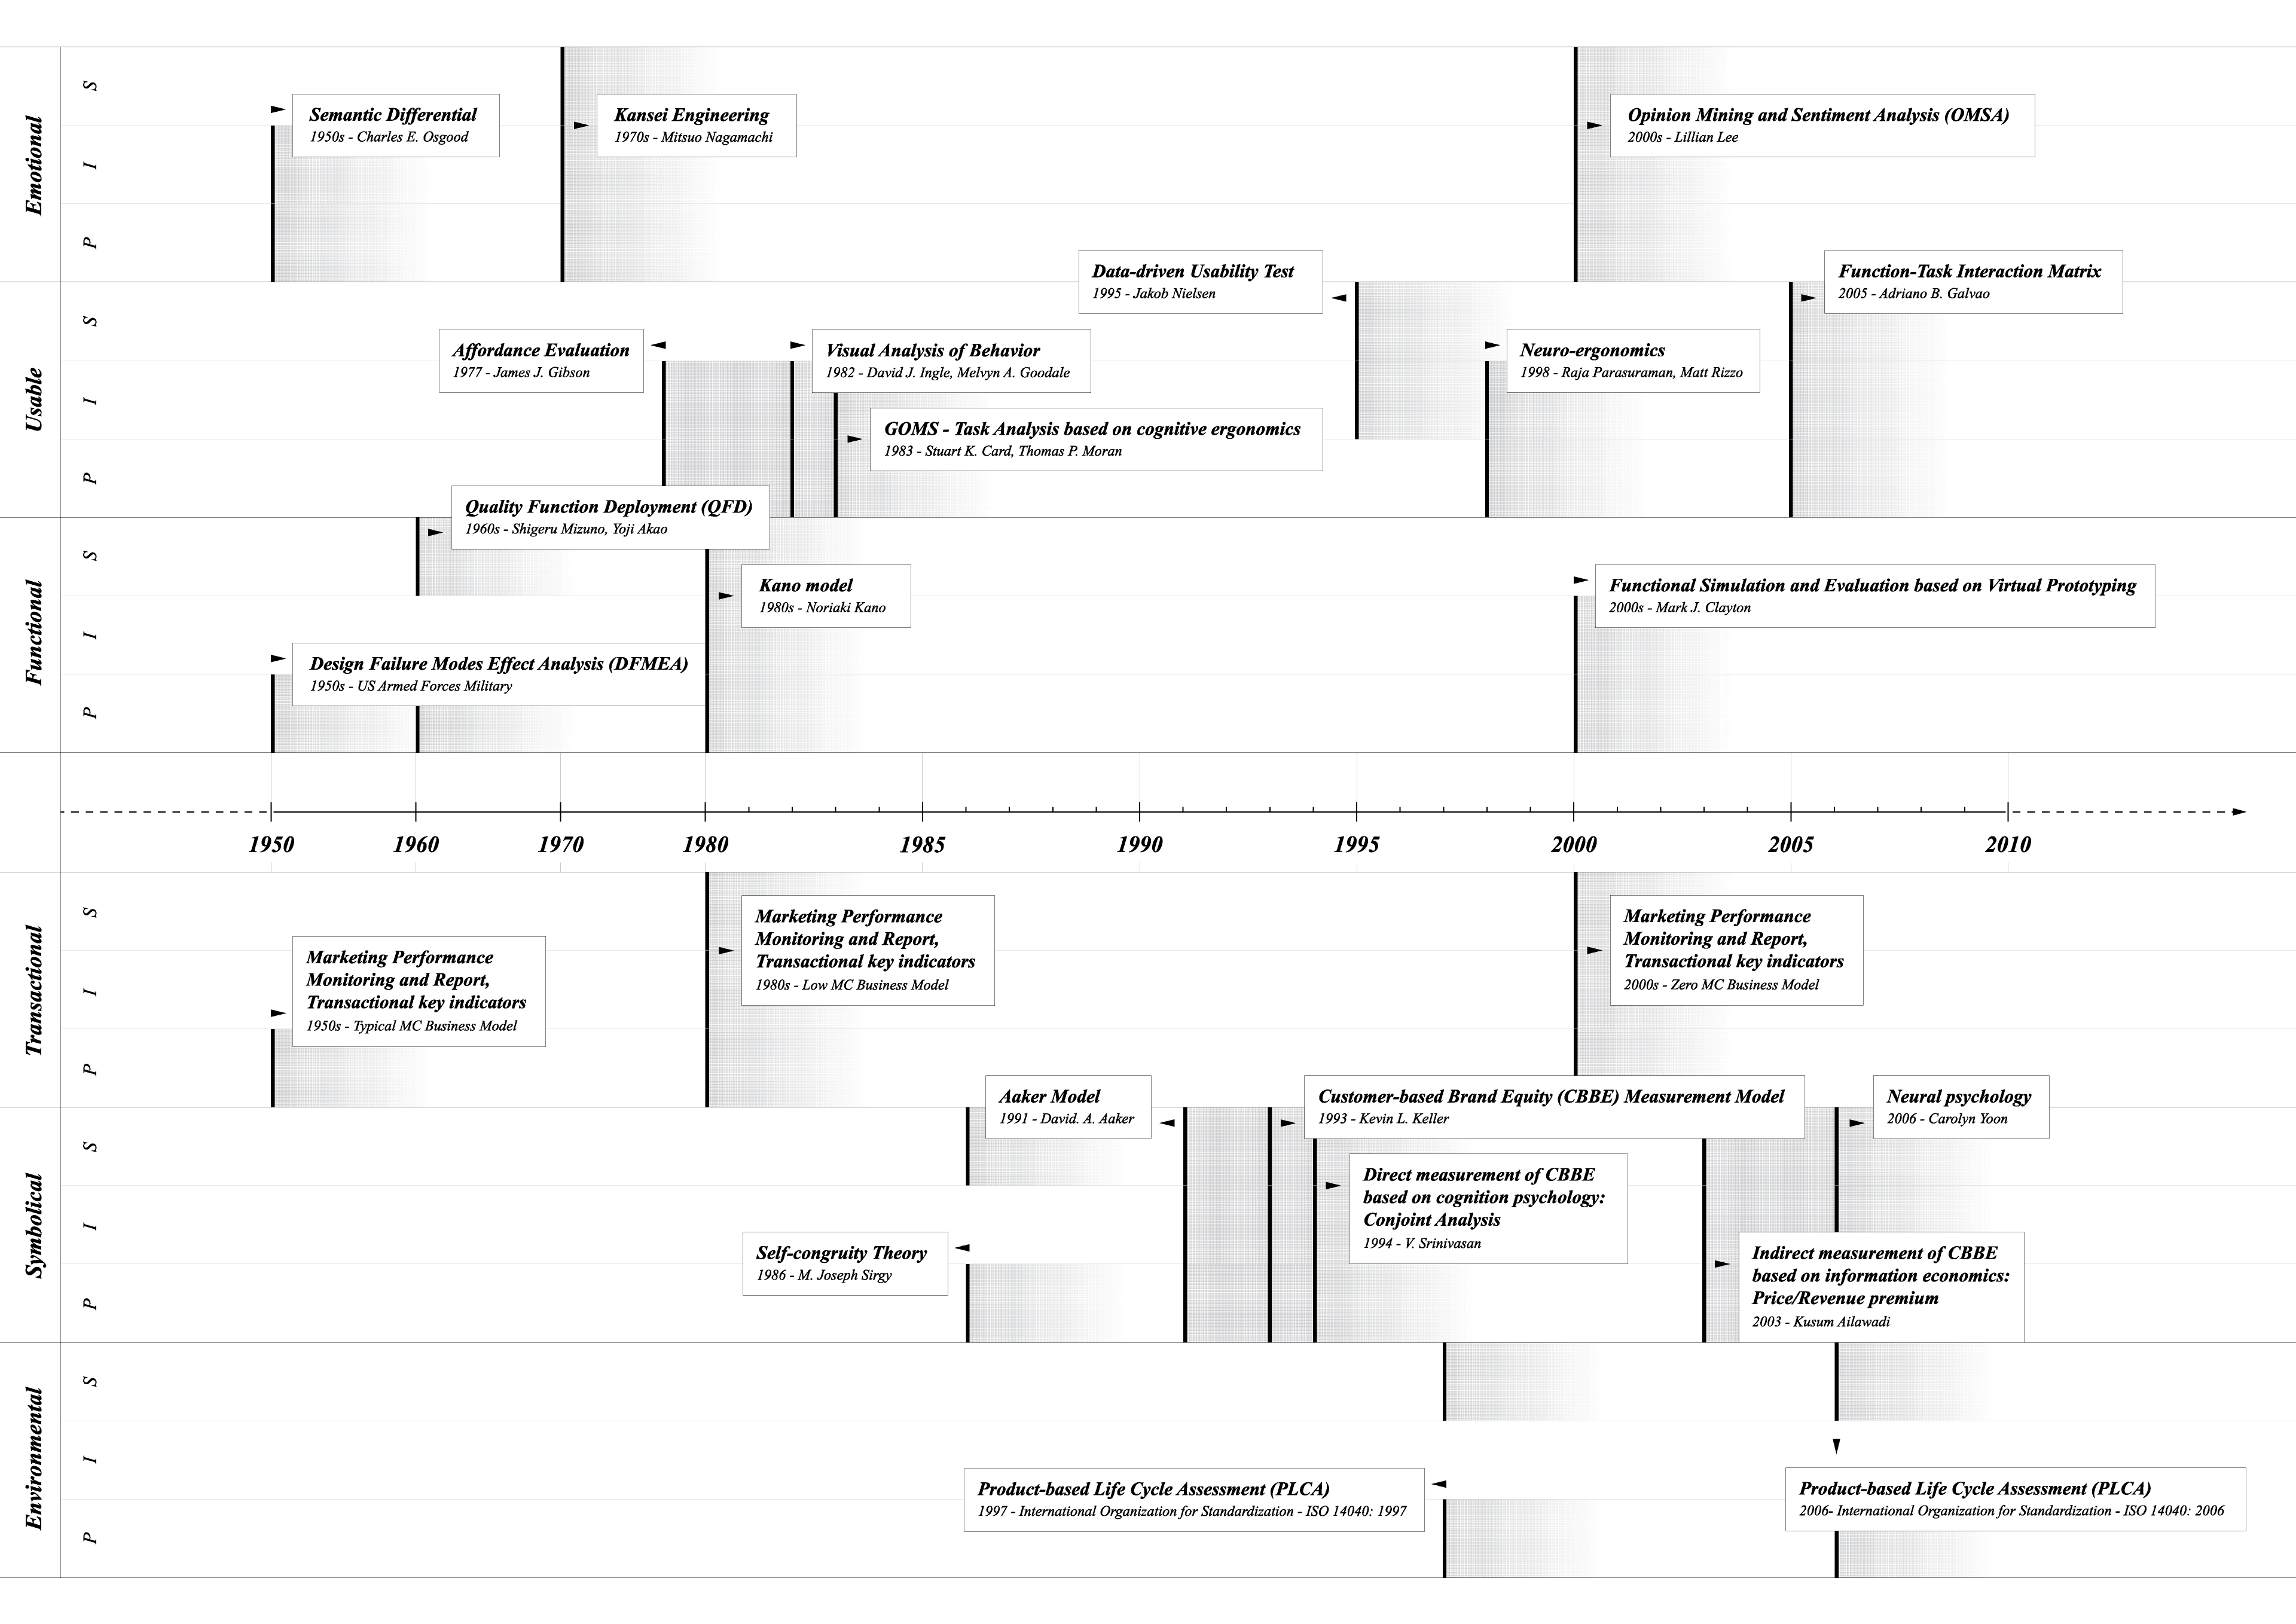 Emotional
S
I
P
Semantic Differential
1950s - Charles E. Osgood
Kansei Engineering
1970s - Mitsuo Nagamachi
Opinion Mining and Sentiment Analysis (OMSA)
2000s - Lillian Lee
Usable
S
I
P
Data-driven Usability Test
1995 - Jakob Nielsen
Function-Task Interaction Matrix
2005 - Adriano B. Galvao
Affordance Evaluation
1977 - James J. Gibson
Visual Analysis of Behavior
1982 - David J. Ingle, Melvyn A. Goodale
Neuro-ergonomics
1998 - Raja Parasuraman, Matt Rizzo
GOMS - Task Analysis based on cognitive ergonomics
1983 - Stuart K. Card, Thomas P. Moran
Functional
S
I
P
Quality Function Deployment (QFD)
1960s - Shigeru Mizuno, Yoji Akao
Kano model
1980s - Noriaki Kano
Functional Simulation and Evaluation based on Virtual Prototyping
2000s - Mark J. Clayton
Design Failure Modes Effect Analysis (DFMEA)
1950s - US Armed Forces Military
1950 1960 1970 1980 1985 1990 1995 2000 2005 2010
Transactional
S
I
P
Marketing Performance
Monitoring and Report,
Transactional key indicators
1950s - Typical MC Business Model
Marketing Performance
Monitoring and Report,
Transactional key indicators
1980s - Low MC Business Model
Marketing Performance
Monitoring and Report,
Transactional key indicators
2000s - Zero MC Business Model
Symbolical
S
I
P
Aaker Model
1991 - David. A. Aaker
Customer-based Brand Equity (CBBE) Measurement Model
1993 - Kevin L. Keller
Neural psychology
2006 - Carolyn Yoon
Direct measurement of CBBE
based on cognition psychology:
Conjoint Analysis
1994 - V. Srinivasan
Self-congruity Theory
1986 - M. Joseph Sirgy
Indirect measurement of CBBE
based on information economics:
Price/Revenue premium
2003 - Kusum Ailawadi
Environmental
S
I
P
Product-based Life Cycle Assessment (PLCA)
1997 - International Organization for Standardization - ISO 14040: 1997
Product-based Life Cycle Assessment (PLCA)
2006- International Organization for Standardization - ISO 14040: 2006